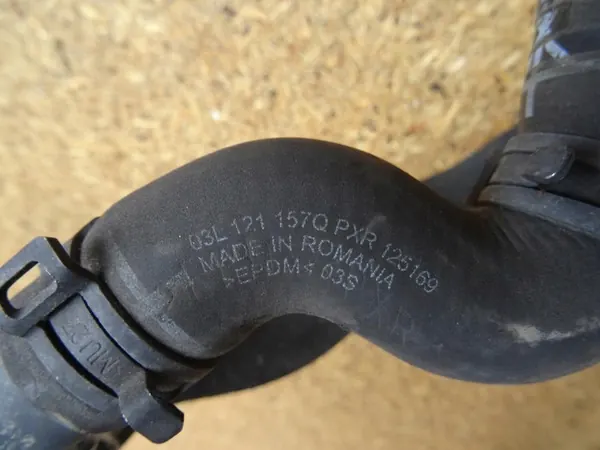 03L 121 157Q PXR 125169
MADE IN ROMANIA
>EPDM< 03S